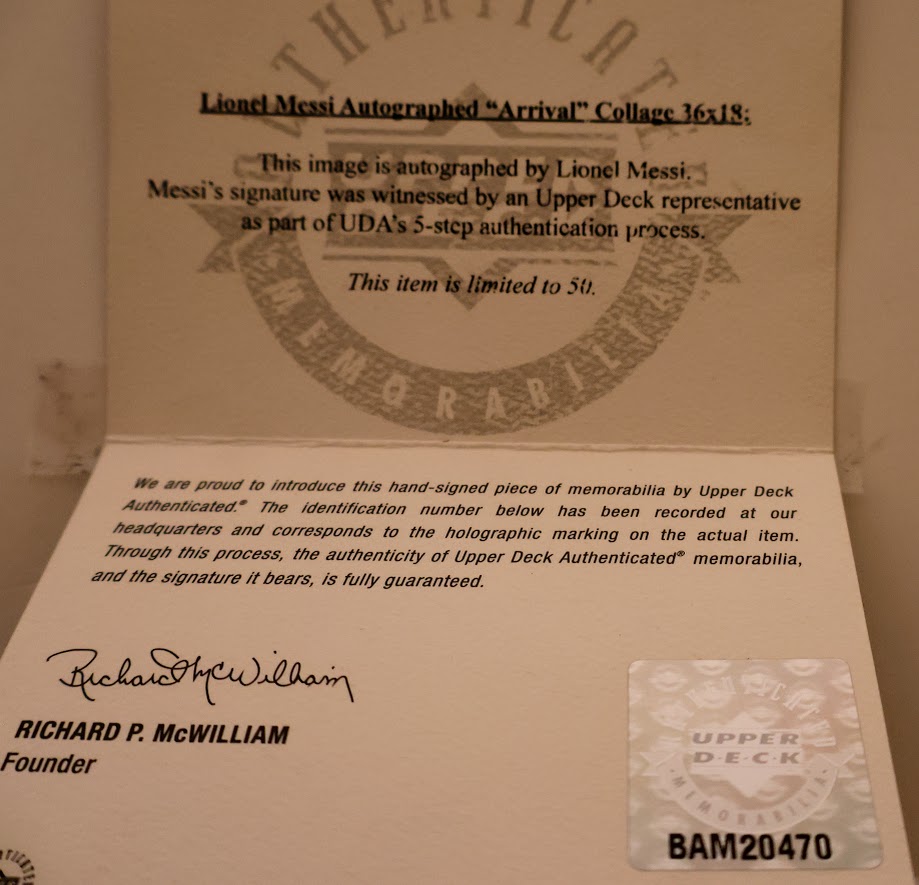 AUTHENTICATE
Lionel Messi Autographed “Arrival” Collage 36x18:
This image is autographed by Lionel Messi.
Messi’s signature was witnessed by an Upper Deck representative
as part of UDA’s 5-step authentication process.
This item is limited to 50.
MEMORABILIA
We are proud to introduce this hand-signed piece of memorabilia by Upper Deck
Authenticated.® The identification number below has been recorded at our
headquarters and corresponds to the holographic marking on the actual item.
Through this process, the authenticity of Upper Deck Authenticated® memorabilia,
and the signature it bears, is fully guaranteed.
Richard McWilliam
RICHARD P. McWILLIAM
Founder
UPPER
D·E·C·K
MEMORABILIA
BAM20470